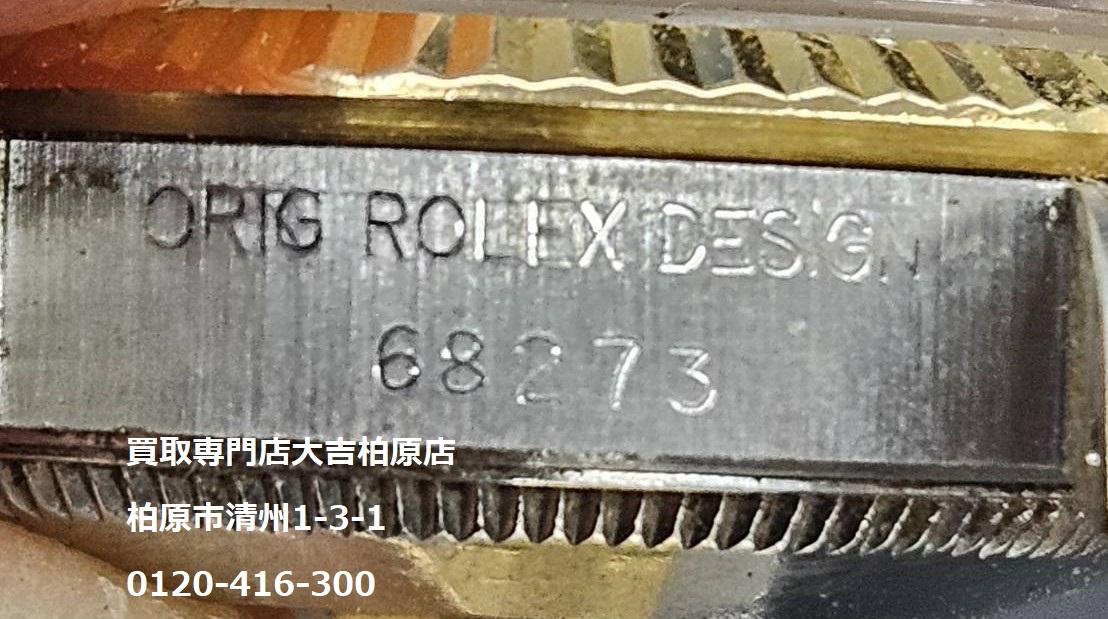 ORIG ROLEX DESIGN
68273
買取専門店大吉柏原店
柏原市清州1-3-1
0120-416-300